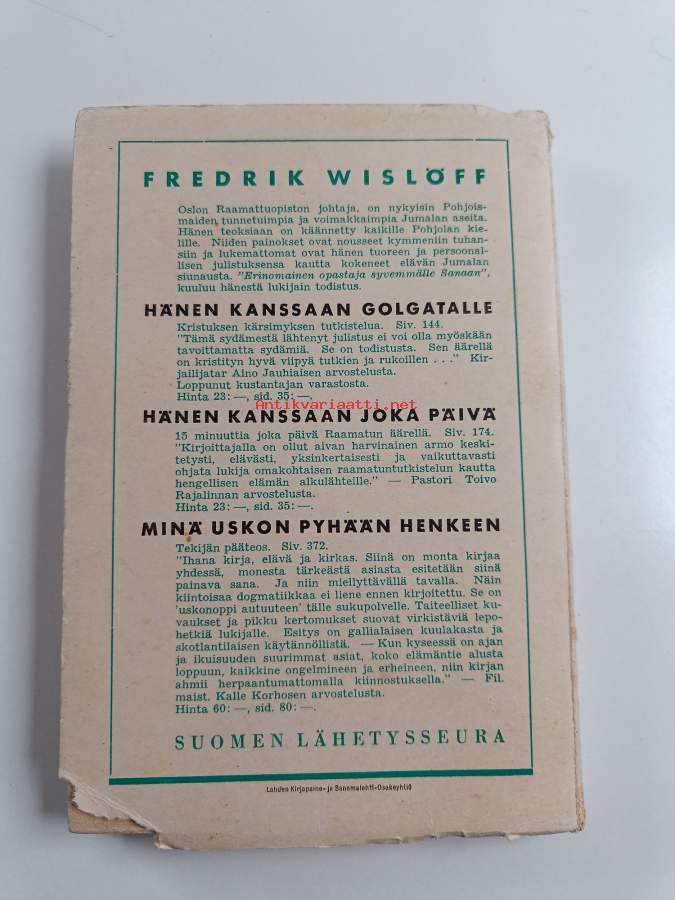 FREDRIK WISLÖFF
Oslon Raamattuopiston johtaja, on nykyisin Pohjois-
maiden tunnetuimpia ja voimakkaimpia Jumalan aseita.
Hänen teoksiaan on käännetty kaikille Pohjolan kie-
lille. Niiden painokset ovat nousseet kymmeniin tuhan-
siin ja lukemattomat ovat hänen tuoreen ja persoonal-
lisen julistuksensa kautta kokeneet elävän Jumalan
siunausta. "Erinomainen opastaja syvemmälle Sanaan",
kuuluu hänestä lukijain todistus.
HÄNEN KANSSAAN GOLGATALLE
Kristuksen kärsimyksen tutkistelua. Siv. 144.
"Tämä sydämestä lähtenyt julistus ei voi olla myöskään
tavoittamatta sydämiä. Se on todistusta. Sen äärellä
on kristityn hyvä viipyä tutkien ja rukoillen . . ." Kir-
jailijatar Aino Jauhiaisen arvostelusta.
Loppunut kustantajan varastosta.
Hinta 23: —, sid. 35: —.
Antikvariaatti.net
HÄNEN KANSSAAN JOKA PÄIVÄ
15 minuuttia joka päivä Raamatun äärellä. Siv. 174.
"Kirjoittajalla on ollut aivan harvinainen armo keski-
tetysti, elävästi, yksinkertaisesti ja vaikuttavasti
ohjata lukija omakohtaisen raamatuntutkistelun kautta
hengellisen elämän alkulähteille." — Pastori Toivo
Rajalinnan arvostelusta.
Hinta 23: —, sid. 35: —.
MINÄ USKON PYHÄÄN HENKEEN
Tekijän pääteos. Siv. 372.
"Ihana kirja, elävä ja kirkas. Siinä on monta kirjaa
yhdessä, monesta tärkeästä asiasta esitetään siinä
painava sana. Ja niin miellyttävällä tavalla. Näin
kiintoisaa dogmatiikkaa ei liene ennen kirjoitettu. Se on
'uskonoppi autuuteen' tälle sukupolvelle. Taiteelliset ku-
vaukset ja pikku kertomukset suovat virkistäviä lepo-
hetkiä lukijalle. Esitys on gallialaisen kuulakasta ja
skotlantilaisen käytännöllistä. — Kun kyseessä on ajan
ja ikuisuuden suurimmat asiat, koko elämäntie alusta
loppuun, kaikkine ongelmineen ja erheineen, niin kirjan
ahmii herpaantumattomalla kiinnostuksella." — Fil.
maist. Kalle Korhosen arvostelusta.
Hinta 60: —, sid. 80: —.
SUOMEN LÄHETYSSEURA
Lahden Kirjapaino- ja Sanomalehti-Osakeyhtiö